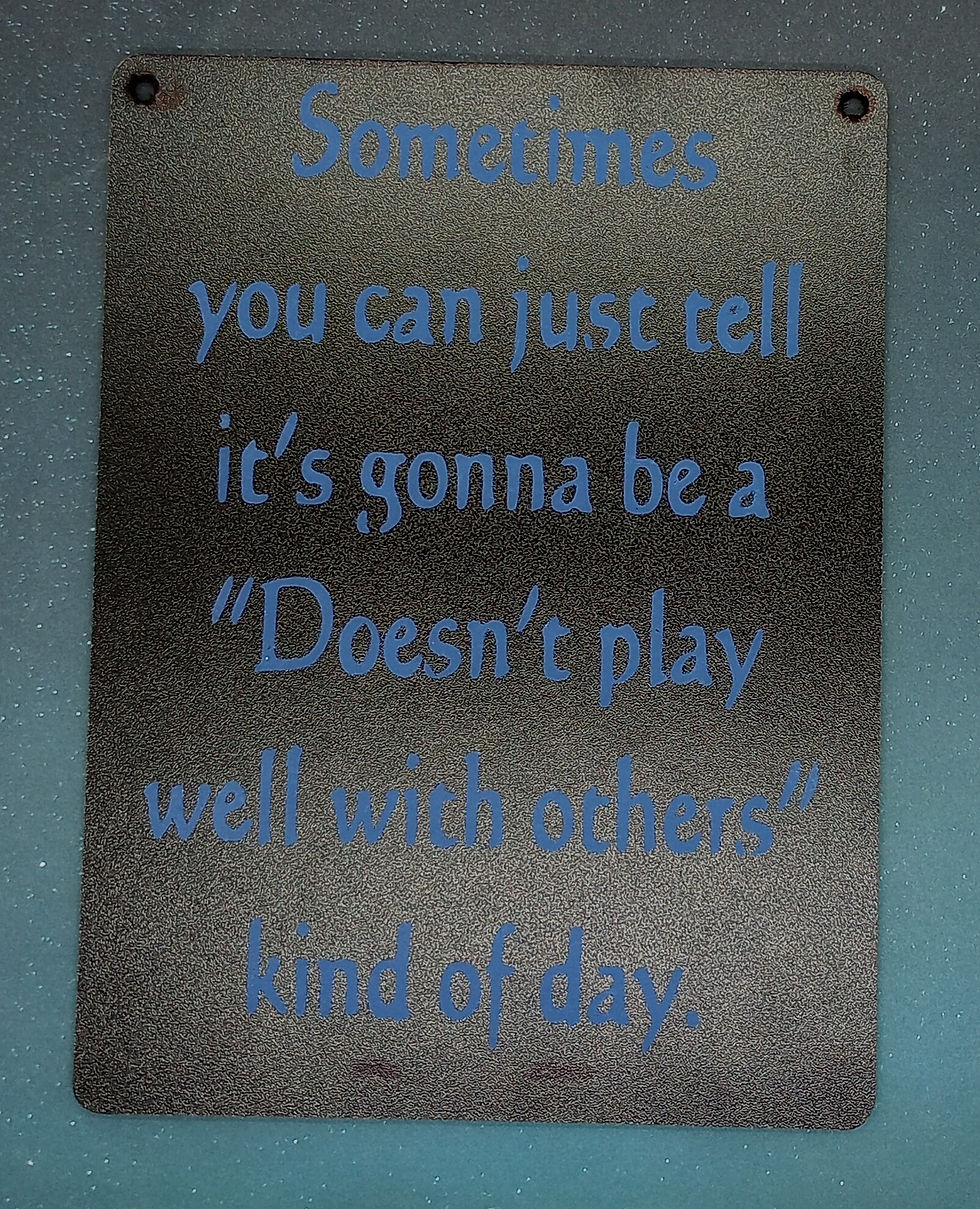 Sometimes
you can just tell
it's gonna be a
"Doesn't play
well with others"
kind of day.